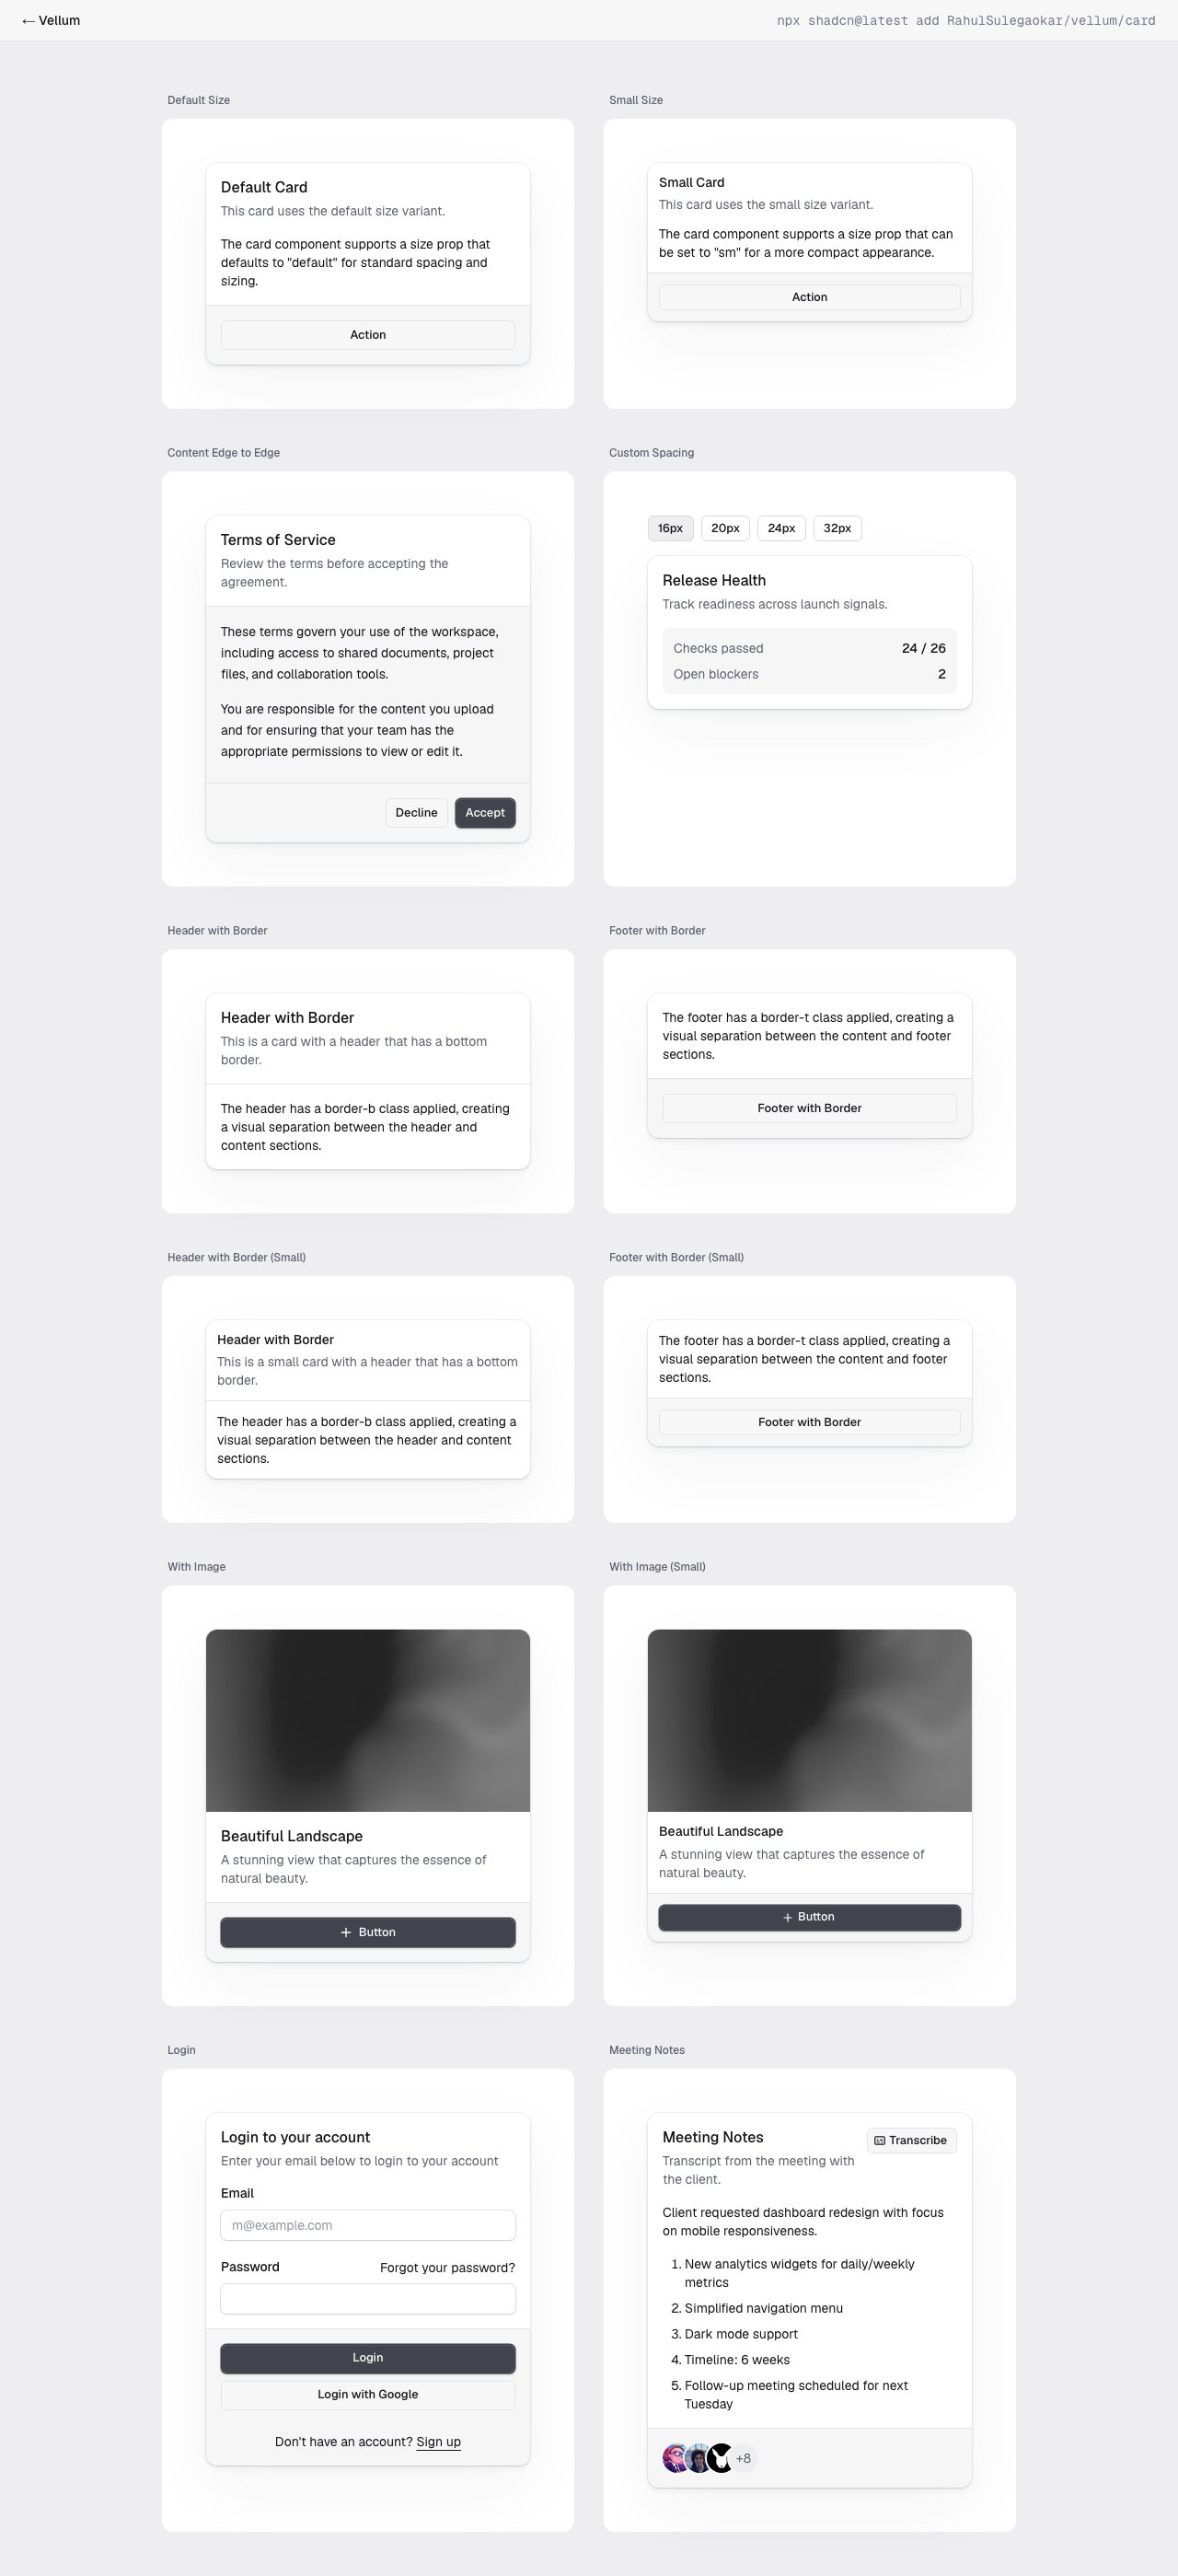 ← Vellum
npx shadcn@latest add RahulSulegaokar/vellum/card
Default Size
Default Card
This card uses the default size variant.
The card component supports a size prop that
defaults to "default" for standard spacing and
sizing.
Action
Small Size
Small Card
This card uses the small size variant.
The card component supports a size prop that can
be set to "sm" for a more compact appearance.
Action
Content Edge to Edge
Terms of Service
Review the terms before accepting the
agreement.
These terms govern your use of the workspace,
including access to shared documents, project
files, and collaboration tools.
You are responsible for the content you upload
and for ensuring that your team has the
appropriate permissions to view or edit it.
Decline
Accept
Custom Spacing
16px
20px
24px
32px
Release Health
Track readiness across launch signals.
Checks passed 24 / 26
Open blockers 2
Header with Border
Header with Border
This is a card with a header that has a bottom
border.
The header has a border-b class applied, creating
a visual separation between the header and
content sections.
Footer with Border
The footer has a border-t class applied, creating a
visual separation between the content and footer
sections.
Footer with Border
Header with Border (Small)
Header with Border
This is a small card with a header that has a bottom
border.
The header has a border-b class applied, creating a
visual separation between the header and content
sections.
Footer with Border (Small)
The footer has a border-t class applied, creating a
visual separation between the content and footer
sections.
Footer with Border
With Image
Beautiful Landscape
A stunning view that captures the essence of
natural beauty.
+ Button
With Image (Small)
Beautiful Landscape
A stunning view that captures the essence of
natural beauty.
+ Button
Login
Login to your account
Enter your email below to login to your account
Email
m@example.com
Password
Forgot your password?
Login
Login with Google
Don't have an account? Sign up
Meeting Notes
Meeting Notes
Transcribe
Transcript from the meeting with
the client.
Client requested dashboard redesign with focus
on mobile responsiveness.
1. New analytics widgets for daily/weekly
metrics
2. Simplified navigation menu
3. Dark mode support
4. Timeline: 6 weeks
5. Follow-up meeting scheduled for next
Tuesday
+8